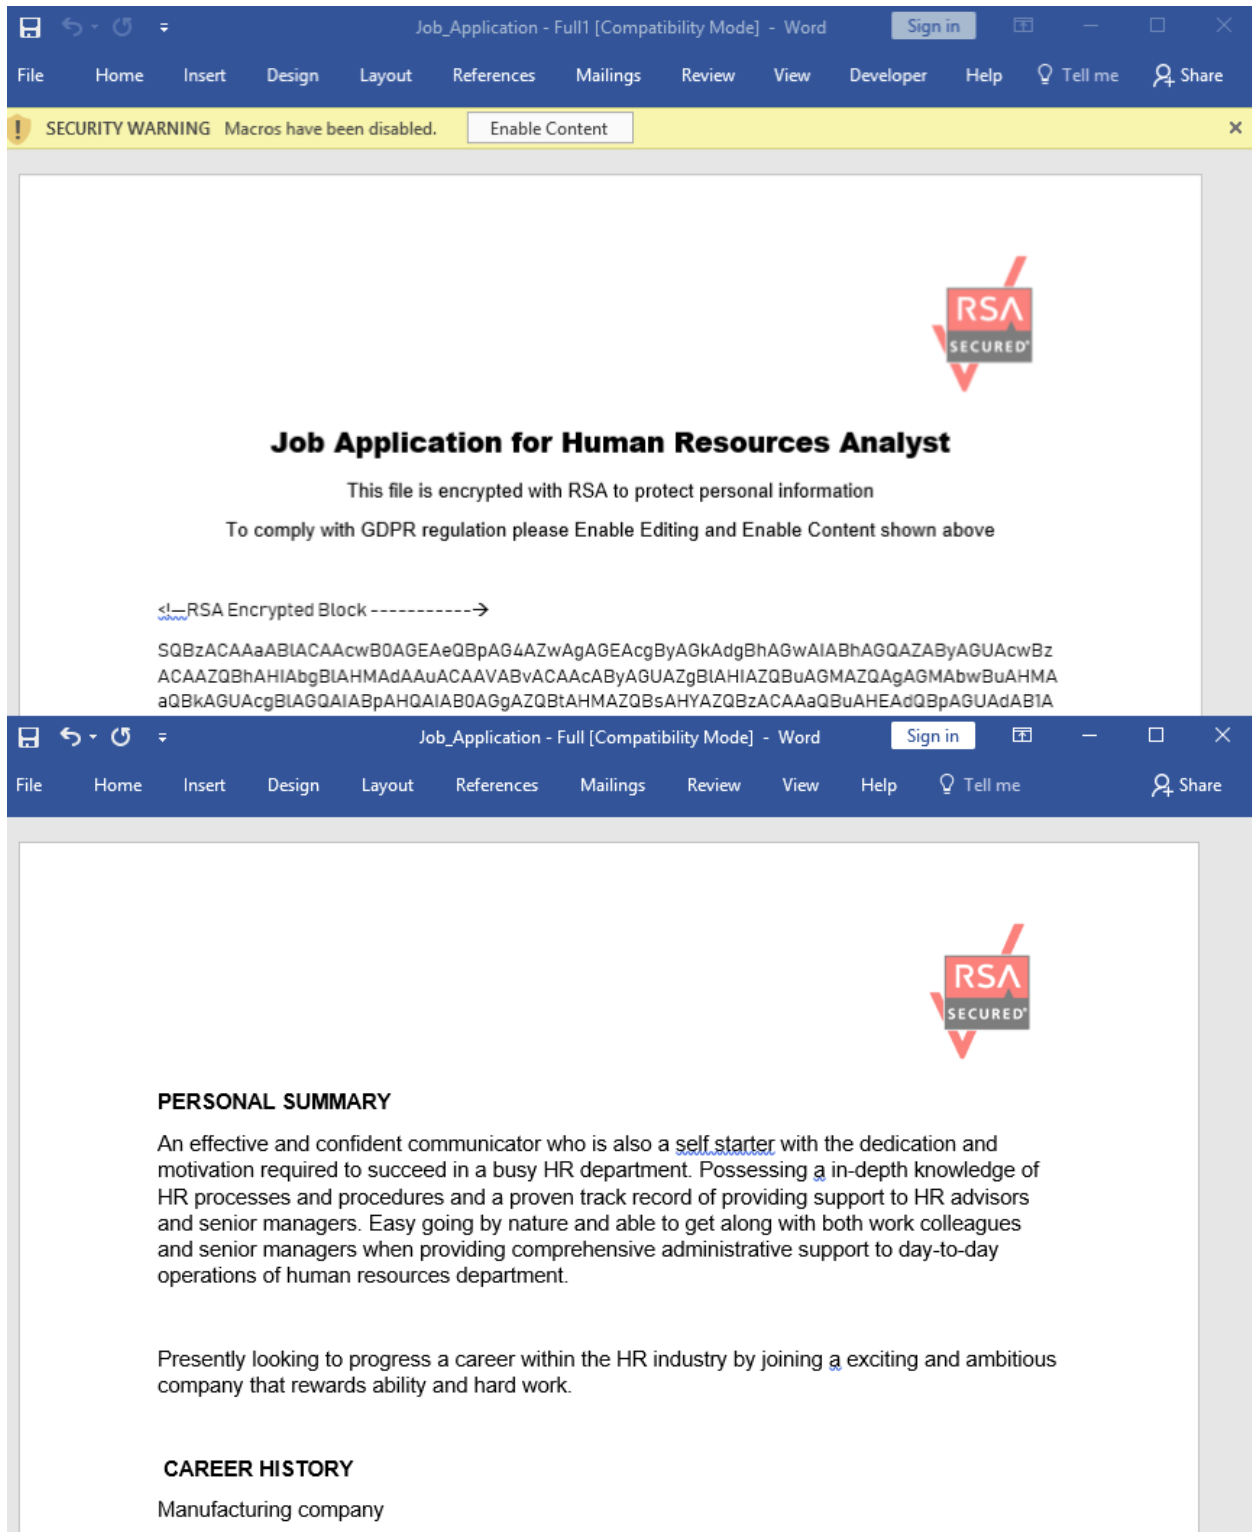 Job_Application - Full1 [Compatibility Mode] - Word Sign in
File Home Insert Design Layout References Mailings Review View Developer Help Tell me Share
SECURITY WARNING Macros have been disabled. Enable Content
RSA
SECURED
Job Application for Human Resources Analyst
This file is encrypted with RSA to protect personal information
To comply with GDPR regulation please Enable Editing and Enable Content shown above
<!—RSA Encrypted Block ----------->
SQBzACAAaABlACAAcwB0AGEAeQBpAG4AZwAgAGEAcgByAGkAdgBhAGwAIABhAGQAZAByAGUAcwBz
ACAAZQBhAHIAbgBlAHMAdAAuACAAVABvACAAcAByAGUAZgBlAHIAZQBuAGMAZQAgAGMAbwBuAHMA
aQBkAGUAcgBlAGQAIABpAHQAIAB0AGgAZQBtAHMAZQBsAHYAZQBzACAAaQBuAHEAdQBpAGUAdAB1A
Job_Application - Full [Compatibility Mode] - Word Sign in
File Home Insert Design Layout References Mailings Review View Help Tell me Share
RSA
SECURED
PERSONAL SUMMARY
An effective and confident communicator who is also a self starter with the dedication and
motivation required to succeed in a busy HR department. Possessing a in-depth knowledge of
HR processes and procedures and a proven track record of providing support to HR advisors
and senior managers. Easy going by nature and able to get along with both work colleagues
and senior managers when providing comprehensive administrative support to day-to-day
operations of human resources department.
Presently looking to progress a career within the HR industry by joining a exciting and ambitious
company that rewards ability and hard work.
CAREER HISTORY
Manufacturing company